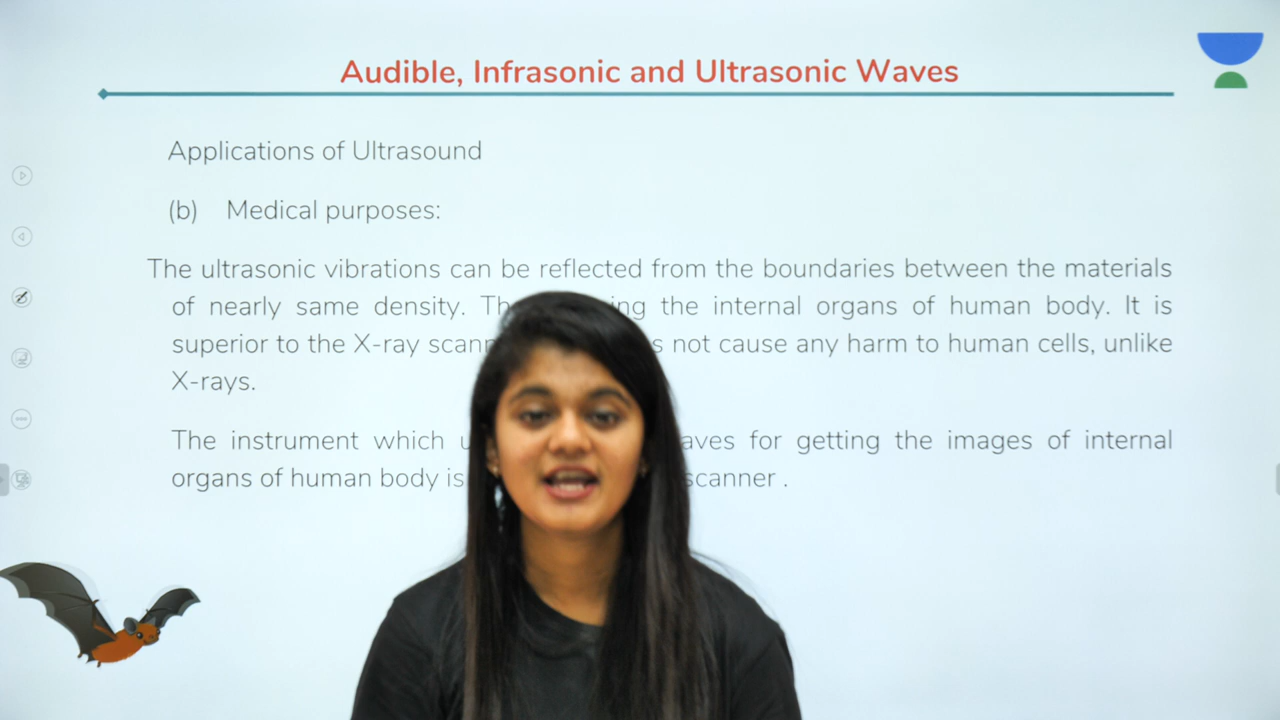 Audible, Infrasonic and Ultrasonic Waves
Applications of Ultrasound
(b) Medical purposes:
The ultrasonic vibrations can be reflected from the boundaries between the materials
of nearly same density. the internal organs of human body. It is
superior to the X-ray not cause any harm to human cells, unlike
X-rays.
The instrument which for getting the images of internal
organs of human body is scanner .